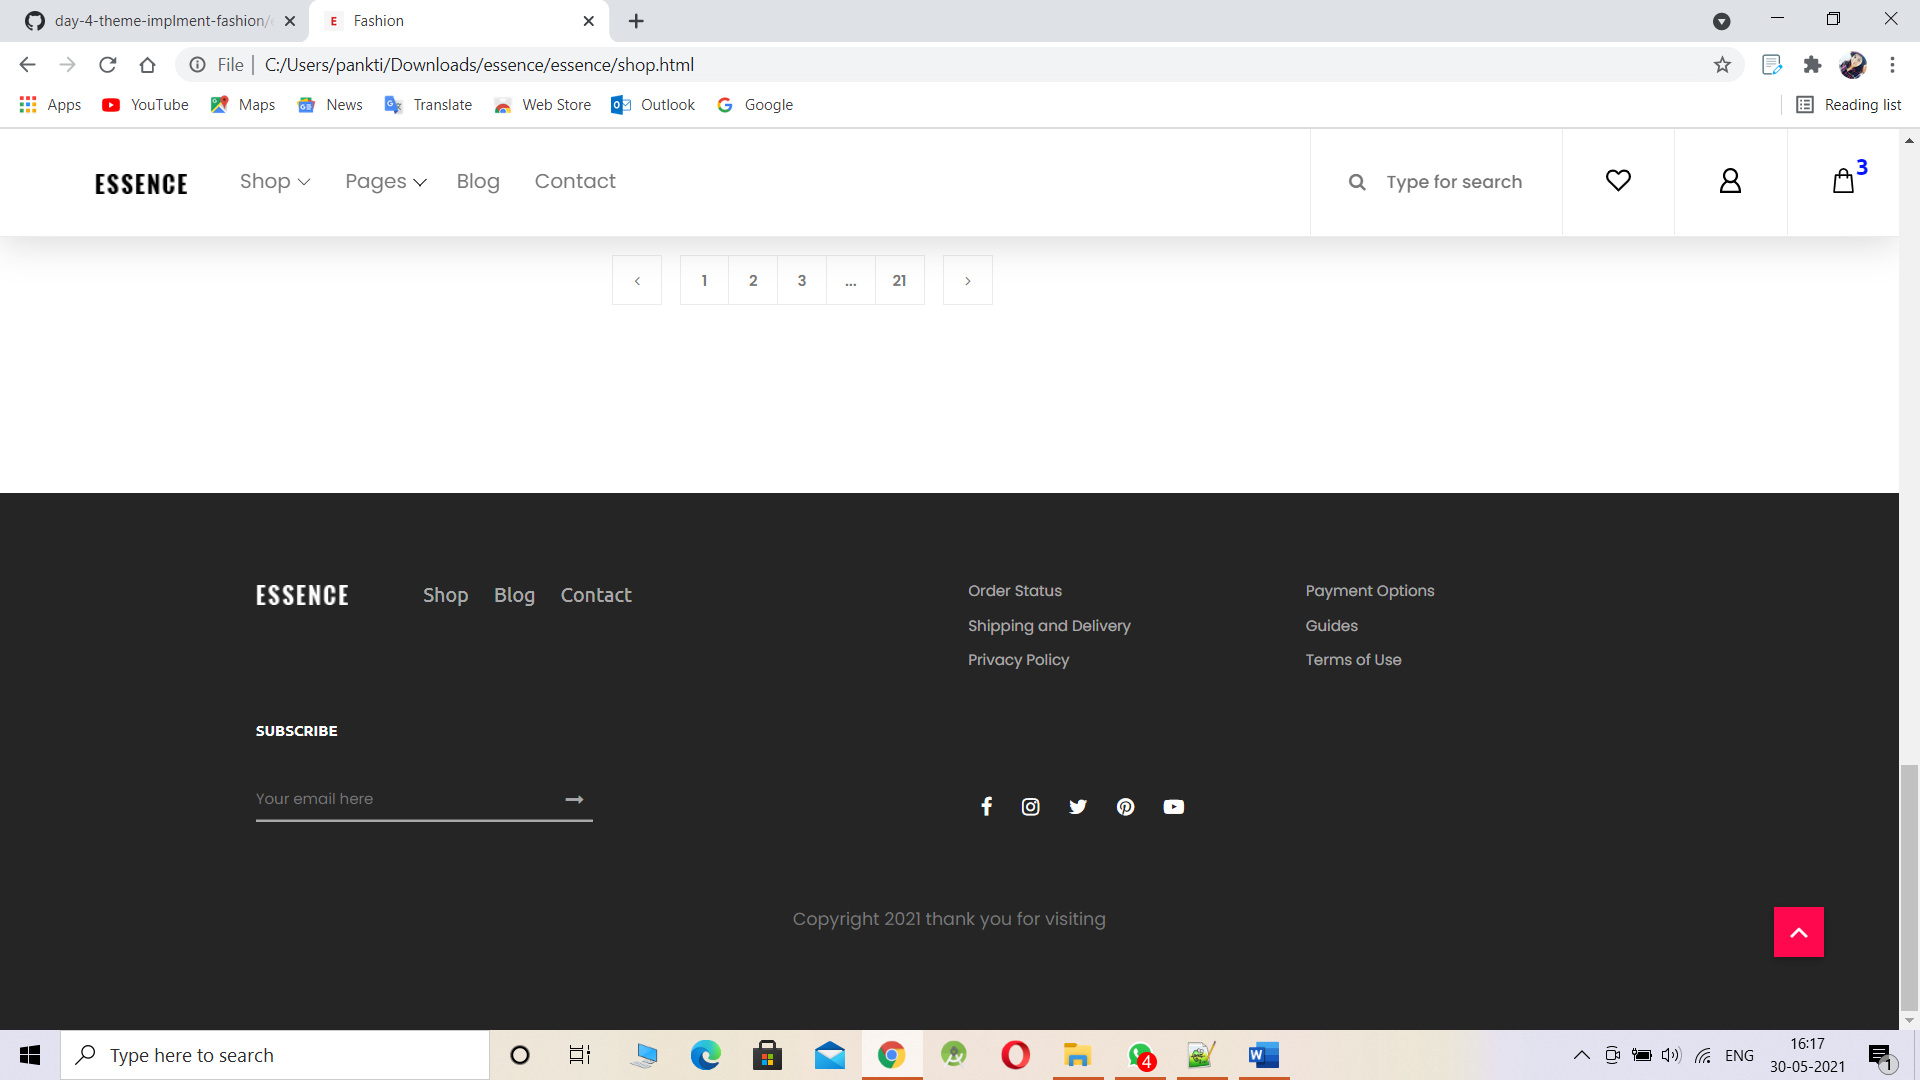 day-4-theme-implment-fashion/
E Fashion
File C:/Users/pankti/Downloads/essence/essence/shop.html
Apps YouTube Maps News Translate Web Store Outlook Google Reading list
ESSENCE Shop Pages Blog Contact Type for search 3
1 2 3 ... 21
ESSENCE Shop Blog Contact
Order Status Payment Options
Shipping and Delivery Guides
Privacy Policy Terms of Use
SUBSCRIBE
Your email here
Copyright 2021 thank you for visiting
Type here to search
4
ENG
16:17
30-05-2021
1